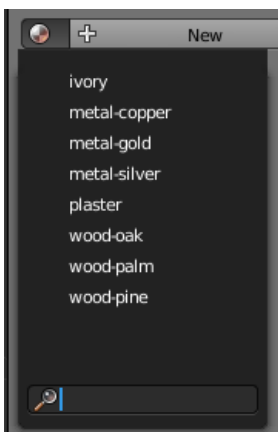 New
ivory
metal-copper
metal-gold
metal-silver
plaster
wood-oak
wood-palm
wood-pine